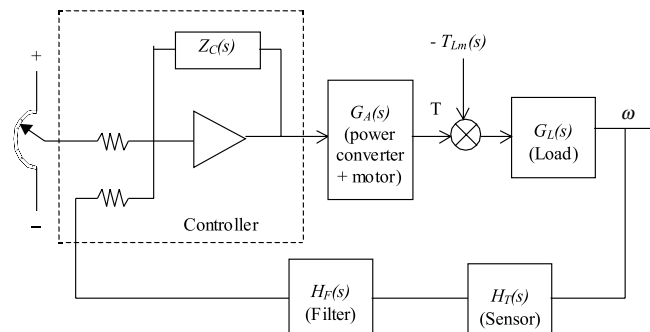 Z_C(s)
- T_Lm(s)
+
G_A(s)
(power
converter
+ motor)
T
G_L(s)
(Load)
ω
−
Controller
H_F(s)
(Filter)
H_T(s)
(Sensor)